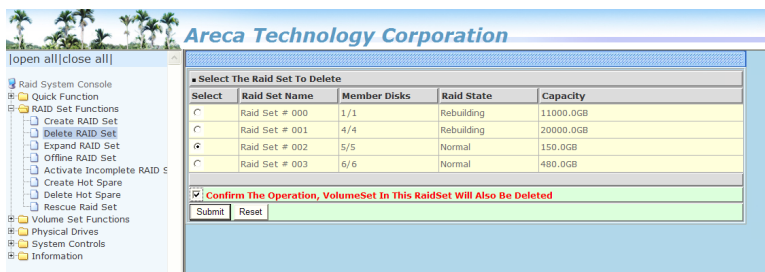 Areca Technology Corporation
|open all|close all|
Raid System Console
Quick Function
RAID Set Functions
Create RAID Set
Delete RAID Set
Expand RAID Set
Offline RAID Set
Activate Incomplete RAID S
Create Hot Spare
Delete Hot Spare
Rescue Raid Set
Volume Set Functions
Physical Drives
System Controls
Information
Select The Raid Set To Delete
Select Raid Set Name Member Disks Raid State Capacity
Raid Set # 000 1/1 Rebuilding 11000.0GB
Raid Set # 001 4/4 Rebuilding 20000.0GB
Raid Set # 002 5/5 Normal 150.0GB
Raid Set # 003 6/6 Normal 480.0GB
Confirm The Operation, VolumeSet In This RaidSet Will Also Be Deleted
Submit Reset